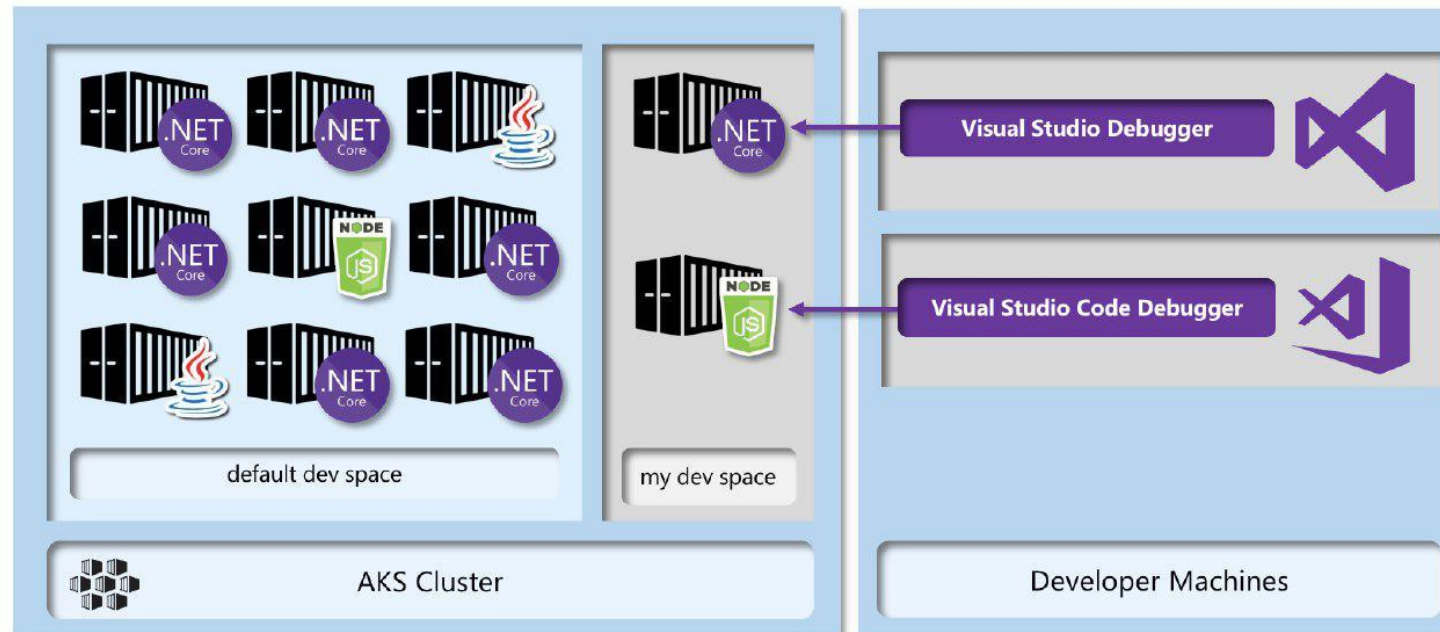 .NET
Core
.NET
Core
.NET
Core
NODE
JS
.NET
Core
.NET
Core
.NET
Core
default dev space
.NET
Core
NODE
JS
my dev space
AKS Cluster
Visual Studio Debugger
Visual Studio Code Debugger
Developer Machines